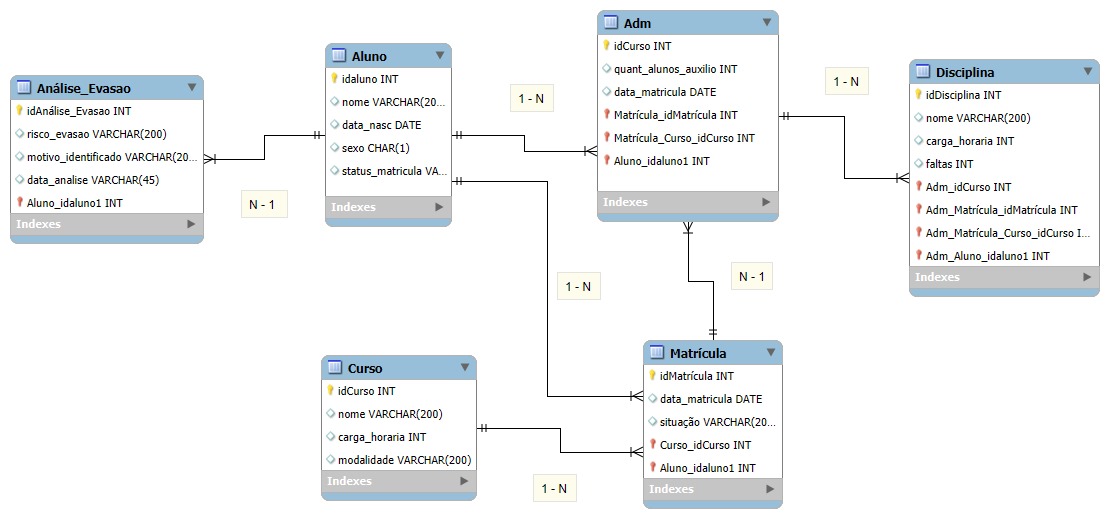 Análise_Evasao
idAnálise_Evasao INT
risco_evasao VARCHAR(200)
motivo_identificado VARCHAR(20...
data_analise VARCHAR(45)
Aluno_idaluno1 INT
Indexes
N - 1
Aluno
idaluno INT
nome VARCHAR(20...
data_nasc DATE
sexo CHAR(1)
status_matricula VA...
Indexes
1 - N
Adm
idCurso INT
quant_alunos_auxilio INT
data_matricula DATE
Matrícula_idMatrícula INT
Matrícula_Curso_idCurso INT
Aluno_idaluno1 INT
Indexes
1 - N
Disciplina
idDisciplina INT
nome VARCHAR(200)
carga_horaria INT
faltas INT
Adm_idCurso INT
Adm_Matrícula_idMatrícula INT
Adm_Matrícula_Curso_idCurso I...
Adm_Aluno_idaluno1 INT
Indexes
1 - N
N - 1
Curso
idCurso INT
nome VARCHAR(200)
carga_horaria INT
modalidade VARCHAR(200)
Indexes
1 - N
Matrícula
idMatrícula INT
data_matricula DATE
situação VARCHAR(20...
Curso_idCurso INT
Aluno_idaluno1 INT
Indexes